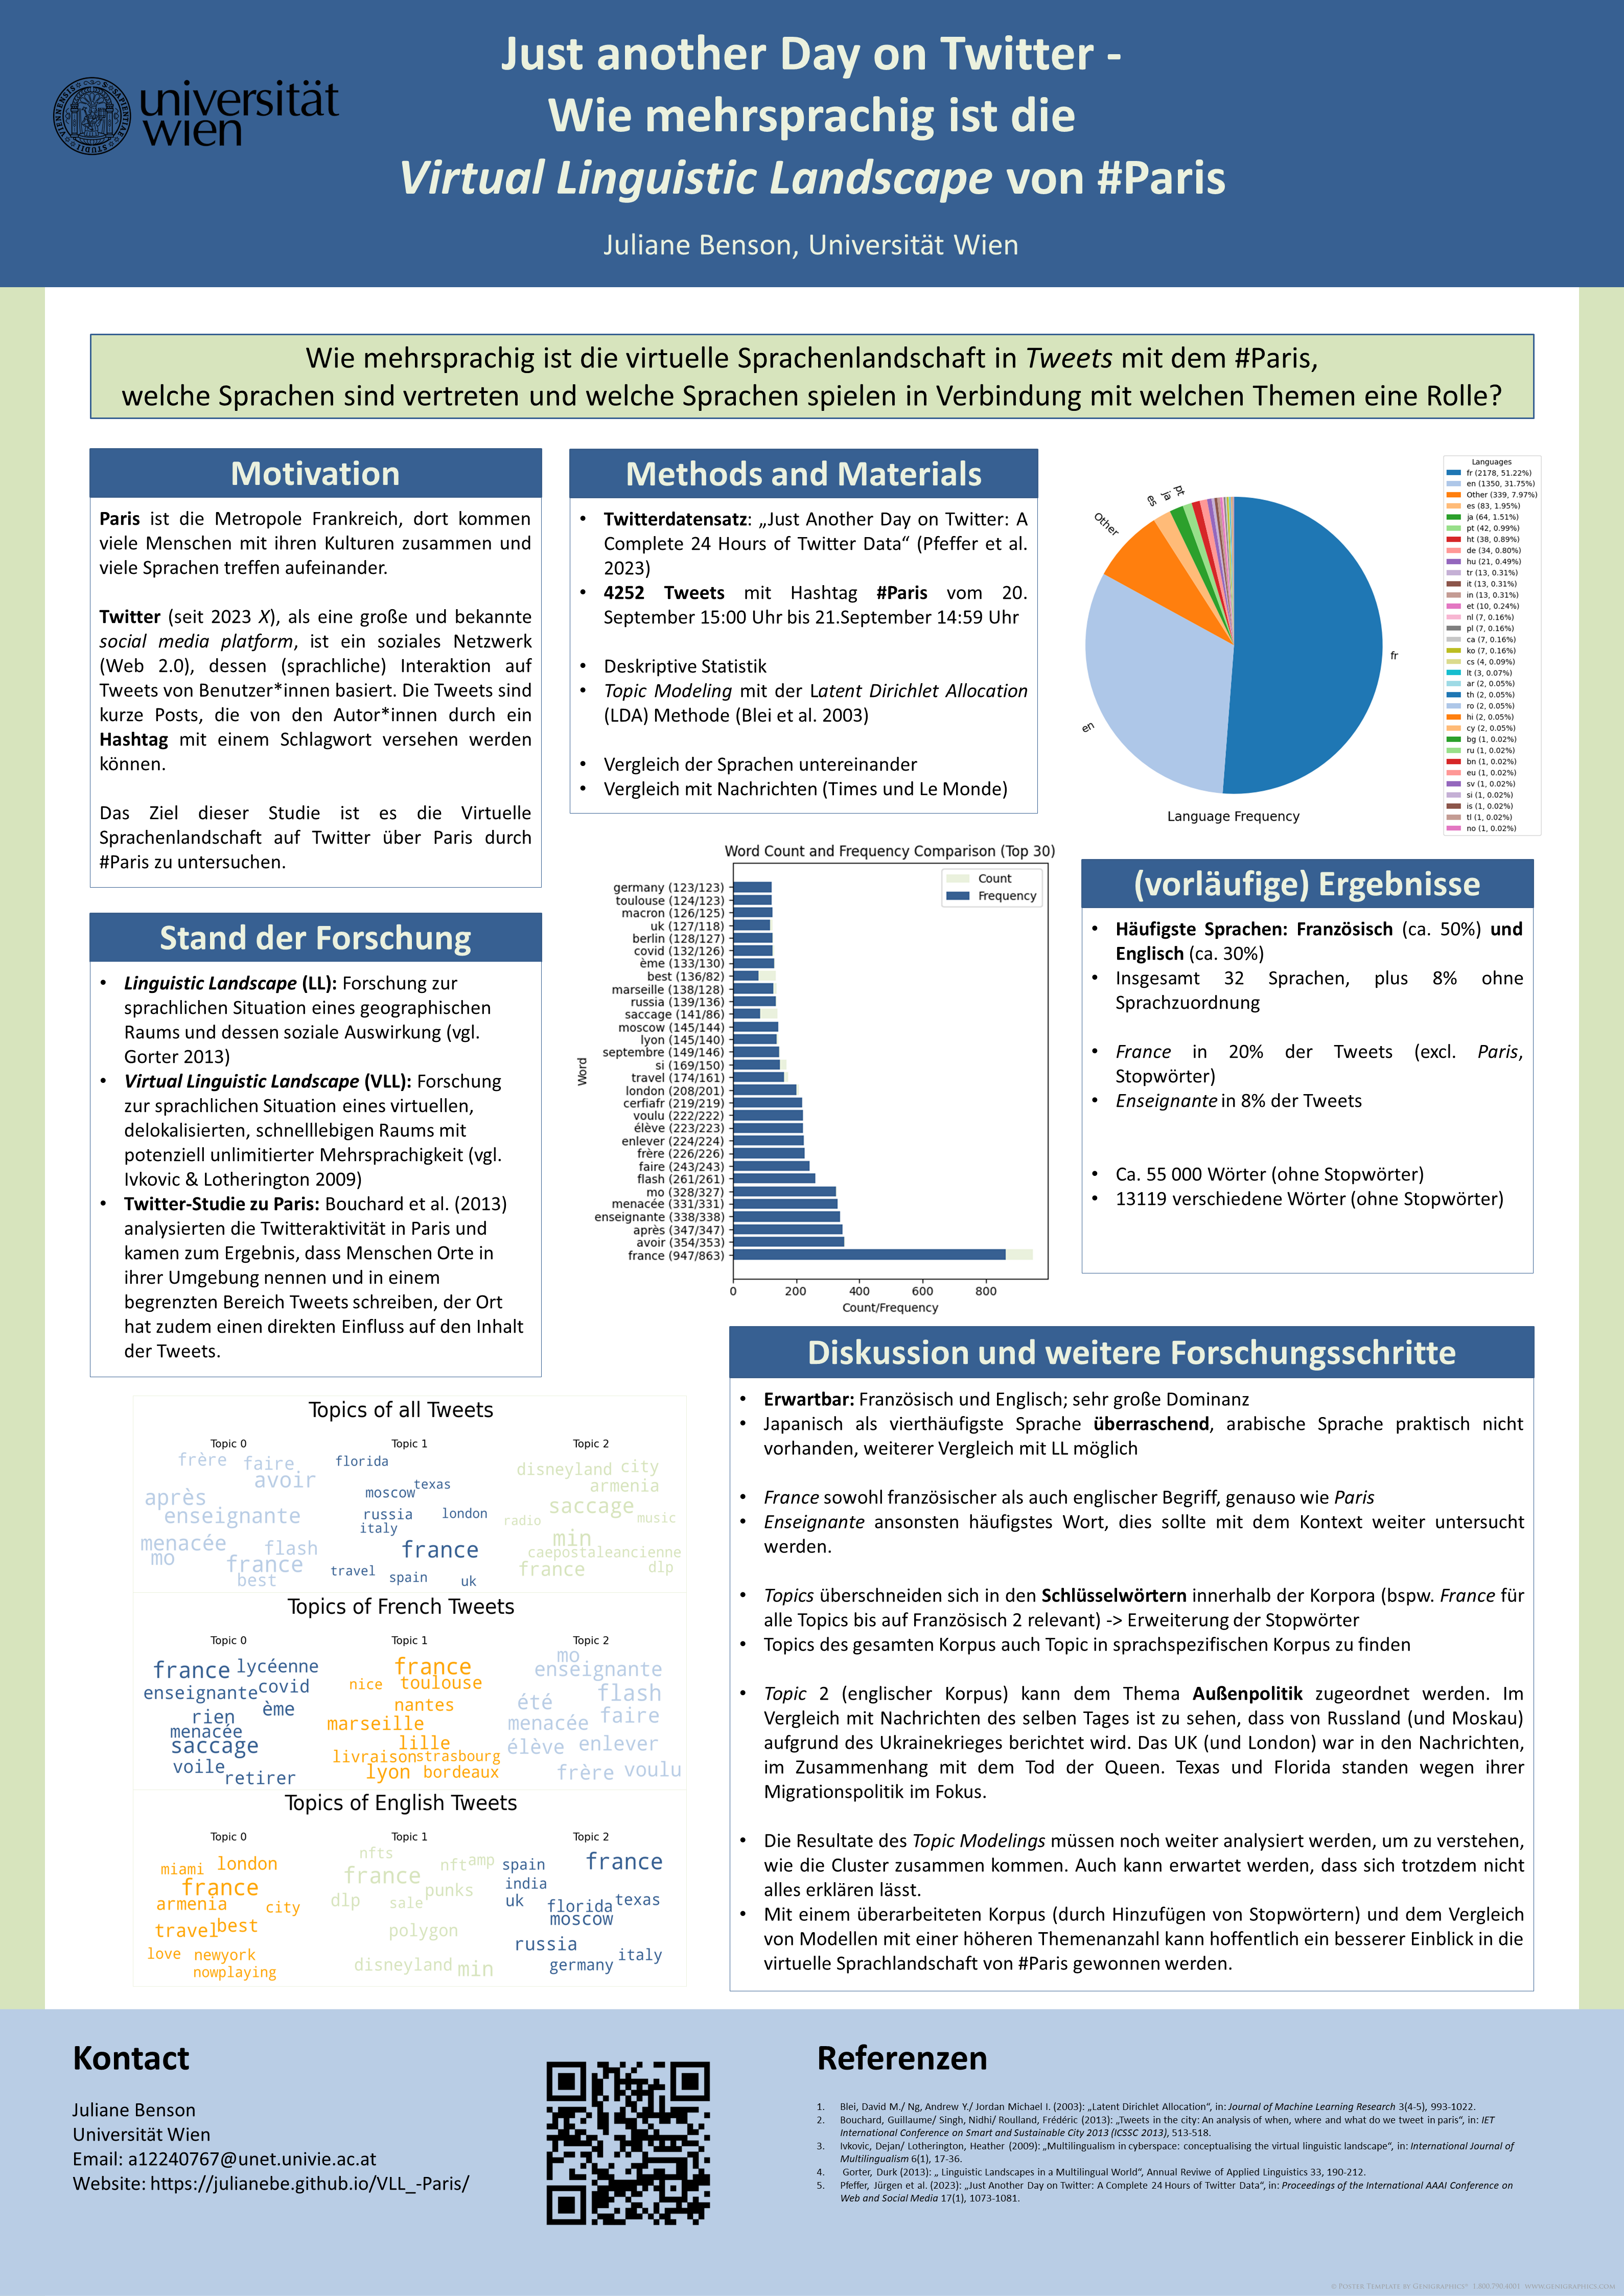 Just another Day on Twitter -
Wie mehrsprachig ist die
Virtual Linguistic Landscape von #Paris
universität
wien
Juliane Benson, Universität Wien
Wie mehrsprachig ist die virtuelle Sprachenlandschaft in Tweets mit dem #Paris,
welche Sprachen sind vertreten und welche Sprachen spielen in Verbindung mit welchen Themen eine Rolle?
Motivation
Paris ist die Metropole Frankreich, dort kommen
viele Menschen mit ihren Kulturen zusammen und
viele Sprachen treffen aufeinander.
Twitter (seit 2023 X), als eine große und bekannte
social media platform, ist ein soziales Netzwerk
(Web 2.0), dessen (sprachliche) Interaktion auf
Tweets von Benutzer*innen basiert. Die Tweets sind
kurze Posts, die von den Autor*innen durch ein
Hashtag mit einem Schlagwort versehen werden
können.
Das Ziel dieser Studie ist es die Virtuelle
Sprachenlandschaft auf Twitter über Paris durch
#Paris zu untersuchen.
Stand der Forschung
• Linguistic Landscape (LL): Forschung zur
sprachlichen Situation eines geographischen
Raums und dessen soziale Auswirkung (vgl.
Gorter 2013)
• Virtual Linguistic Landscape (VLL): Forschung
zur sprachlichen Situation eines virtuellen,
delokalisierten, schnelllebigen Raums mit
potenziell unlimitierter Mehrsprachigkeit (vgl.
Ivkovic & Lotherington 2009)
• Twitter-Studie zu Paris: Bouchard et al. (2013)
analysierten die Twitteraktivität in Paris und
kamen zum Ergebnis, dass Menschen Orte in
ihrer Umgebung nennen und in einem
begrenzten Bereich Tweets schreiben, der Ort
hat zudem einen direkten Einfluss auf den Inhalt
der Tweets.
Methods and Materials
• Twitterdatensatz: „Just Another Day on Twitter: A
Complete 24 Hours of Twitter Data“ (Pfeffer et al.
2023)
• 4252 Tweets mit Hashtag #Paris vom 20.
September 15:00 Uhr bis 21.September 14:59 Uhr
• Deskriptive Statistik
• Topic Modeling mit der Latent Dirichlet Allocation
(LDA) Methode (Blei et al. 2003)
• Vergleich der Sprachen untereinander
• Vergleich mit Nachrichten (Times und Le Monde)
fr
en
Other
es
ja
pt
Language Frequency
Languages
fr (2178, 51.22%)
en (1350, 31.75%)
Other (339, 7.97%)
es (83, 1.95%)
ja (64, 1.51%)
pt (42, 0.99%)
ht (38, 0.89%)
de (34, 0.80%)
hu (21, 0.49%)
tr (13, 0.31%)
it (13, 0.31%)
in (13, 0.31%)
et (10, 0.24%)
nl (7, 0.16%)
pl (7, 0.16%)
ca (7, 0.16%)
ko (7, 0.16%)
cs (4, 0.09%)
lt (3, 0.07%)
ar (2, 0.05%)
th (2, 0.05%)
ro (2, 0.05%)
hi (2, 0.05%)
cy (2, 0.05%)
bg (1, 0.02%)
ru (1, 0.02%)
bn (1, 0.02%)
eu (1, 0.02%)
sv (1, 0.02%)
si (1, 0.02%)
is (1, 0.02%)
tl (1, 0.02%)
no (1, 0.02%)
Word Count and Frequency Comparison (Top 30)
Count
Frequency
Word
germany (123/123)
toulouse (124/123)
macron (126/125)
uk (127/118)
berlin (128/127)
covid (132/126)
ème (133/130)
best (136/82)
marseille (138/128)
russia (139/136)
saccage (141/86)
moscow (145/144)
lyon (145/140)
septembre (149/146)
si (169/150)
travel (174/161)
london (208/201)
cerfiafr (219/219)
voulu (222/222)
élève (223/223)
enlever (224/224)
frère (226/226)
faire (243/243)
flash (261/261)
mo (328/327)
menacée (331/331)
enseignante (338/338)
après (347/347)
avoir (354/353)
france (947/863)
0 200 400 600 800
Count/Frequency
(vorläufige) Ergebnisse
• Häufigste Sprachen: Französisch (ca. 50%) und
Englisch (ca. 30%)
• Insgesamt 32 Sprachen, plus 8% ohne
Sprachzuordnung
• France in 20% der Tweets (excl. Paris,
Stopwörter)
• Enseignante in 8% der Tweets
• Ca. 55 000 Wörter (ohne Stopwörter)
• 13119 verschiedene Wörter (ohne Stopwörter)
Topics of all Tweets
Topic 0 Topic 1 Topic 2
frère faire
avoir
après
enseignante
menacée
mo flash
france
best
florida
texas
moscow
russia london
italy
france
travel spain uk
disneyland city
armenia
saccage
radio music
min
caepostaleancienne
france dlp
Topics of French Tweets
Topic 0 Topic 1 Topic 2
france lycéenne
enseignante covid
rien ème
menacée
saccage
voile
retirer
france
nice toulouse
nantes
marseille
lille
livraison strasbourg
lyon bordeaux
mo
enseignante
été flash
menacée faire
élève enlever
frère voulu
Topics of English Tweets
Topic 0 Topic 1 Topic 2
miami london
france
armenia city
travel best
love newyork
nowplaying
nfts
nft amp
france
dlp sale punks
polygon
disneyland min
spain france
india
uk florida texas
moscow
russia italy
germany
Diskussion und weitere Forschungsschritte
• Erwartbar: Französisch und Englisch; sehr große Dominanz
• Japanisch als vierthäufigste Sprache überraschend, arabische Sprache praktisch nicht
vorhanden, weiterer Vergleich mit LL möglich
• France sowohl französischer als auch englischer Begriff, genauso wie Paris
• Enseignante ansonsten häufigstes Wort, dies sollte mit dem Kontext weiter untersucht
werden.
• Topics überschneiden sich in den Schlüsselwörtern innerhalb der Korpora (bspw. France für
alle Topics bis auf Französisch 2 relevant) -> Erweiterung der Stopwörter
• Topics des gesamten Korpus auch Topic in sprachspezifischen Korpus zu finden
• Topic 2 (englischer Korpus) kann dem Thema Außenpolitik zugeordnet werden. Im
Vergleich mit Nachrichten des selben Tages ist zu sehen, dass von Russland (und Moskau)
aufgrund des Ukrainekrieges berichtet wird. Das UK (und London) war in den Nachrichten,
im Zusammenhang mit dem Tod der Queen. Texas und Florida standen wegen ihrer
Migrationspolitik im Fokus.
• Die Resultate des Topic Modelings müssen noch weiter analysiert werden, um zu verstehen,
wie die Cluster zusammen kommen. Auch kann erwartet werden, dass sich trotzdem nicht
alles erklären lässt.
• Mit einem überarbeiteten Korpus (durch Hinzufügen von Stopwörtern) und dem Vergleich
von Modellen mit einer höheren Themenanzahl kann hoffentlich ein besserer Einblick in die
virtuelle Sprachlandschaft von #Paris gewonnen werden.
Kontact
Juliane Benson
Universität Wien
Email: a12240767@unet.univie.ac.at
Website: https://julianebe.github.io/VLL_-Paris/
Referenzen
1. Blei, David M./ Ng, Andrew Y./ Jordan Michael I. (2003): „Latent Dirichlet Allocation“, in: Journal of Machine Learning Research 3(4-5), 993-1022.
2. Bouchard, Guillaume/ Singh, Nidhi/ Roulland, Frédéric (2013): „Tweets in the city: An analysis of when, where and what do we tweet in paris“, in: IET
International Conference on Smart and Sustainable City 2013 (ICSSC 2013), 513-518.
3. Ivkovic, Dejan/ Lotherington, Heather (2009): „Multilingualism in cyberspace: conceptualising the virtual linguistic landscape“, in: International Journal of
Multilingualism 6(1), 17-36.
4. Gorter, Durk (2013): „ Linguistic Landscapes in a Multilingual World“, Annual Reviwe of Applied Linguistics 33, 190-212.
5. Pfeffer, Jürgen et al. (2023): „Just Another Day on Twitter: A Complete 24 Hours of Twitter Data“, in: Proceedings of the International AAAI Conference on
Web and Social Media 17(1), 1073-1081.
© Poster Template by Genigraphics® 1.800.790.4001 www.genigraphics.com